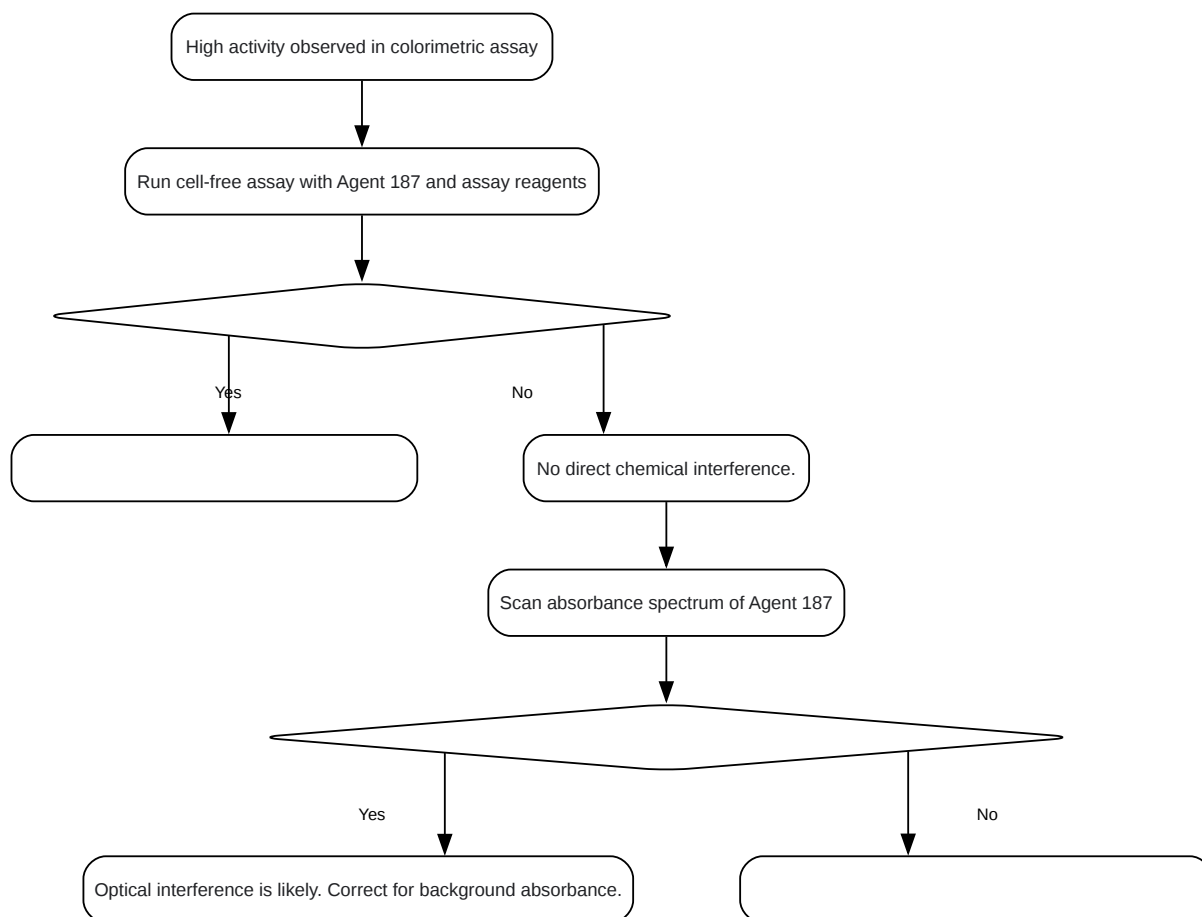 High activity observed in colorimetric assay
Run cell-free assay with Agent 187 and assay reagents
Yes
No
No direct chemical interference.
Scan absorbance spectrum of Agent 187
Yes
No
Optical interference is likely. Correct for background absorbance.